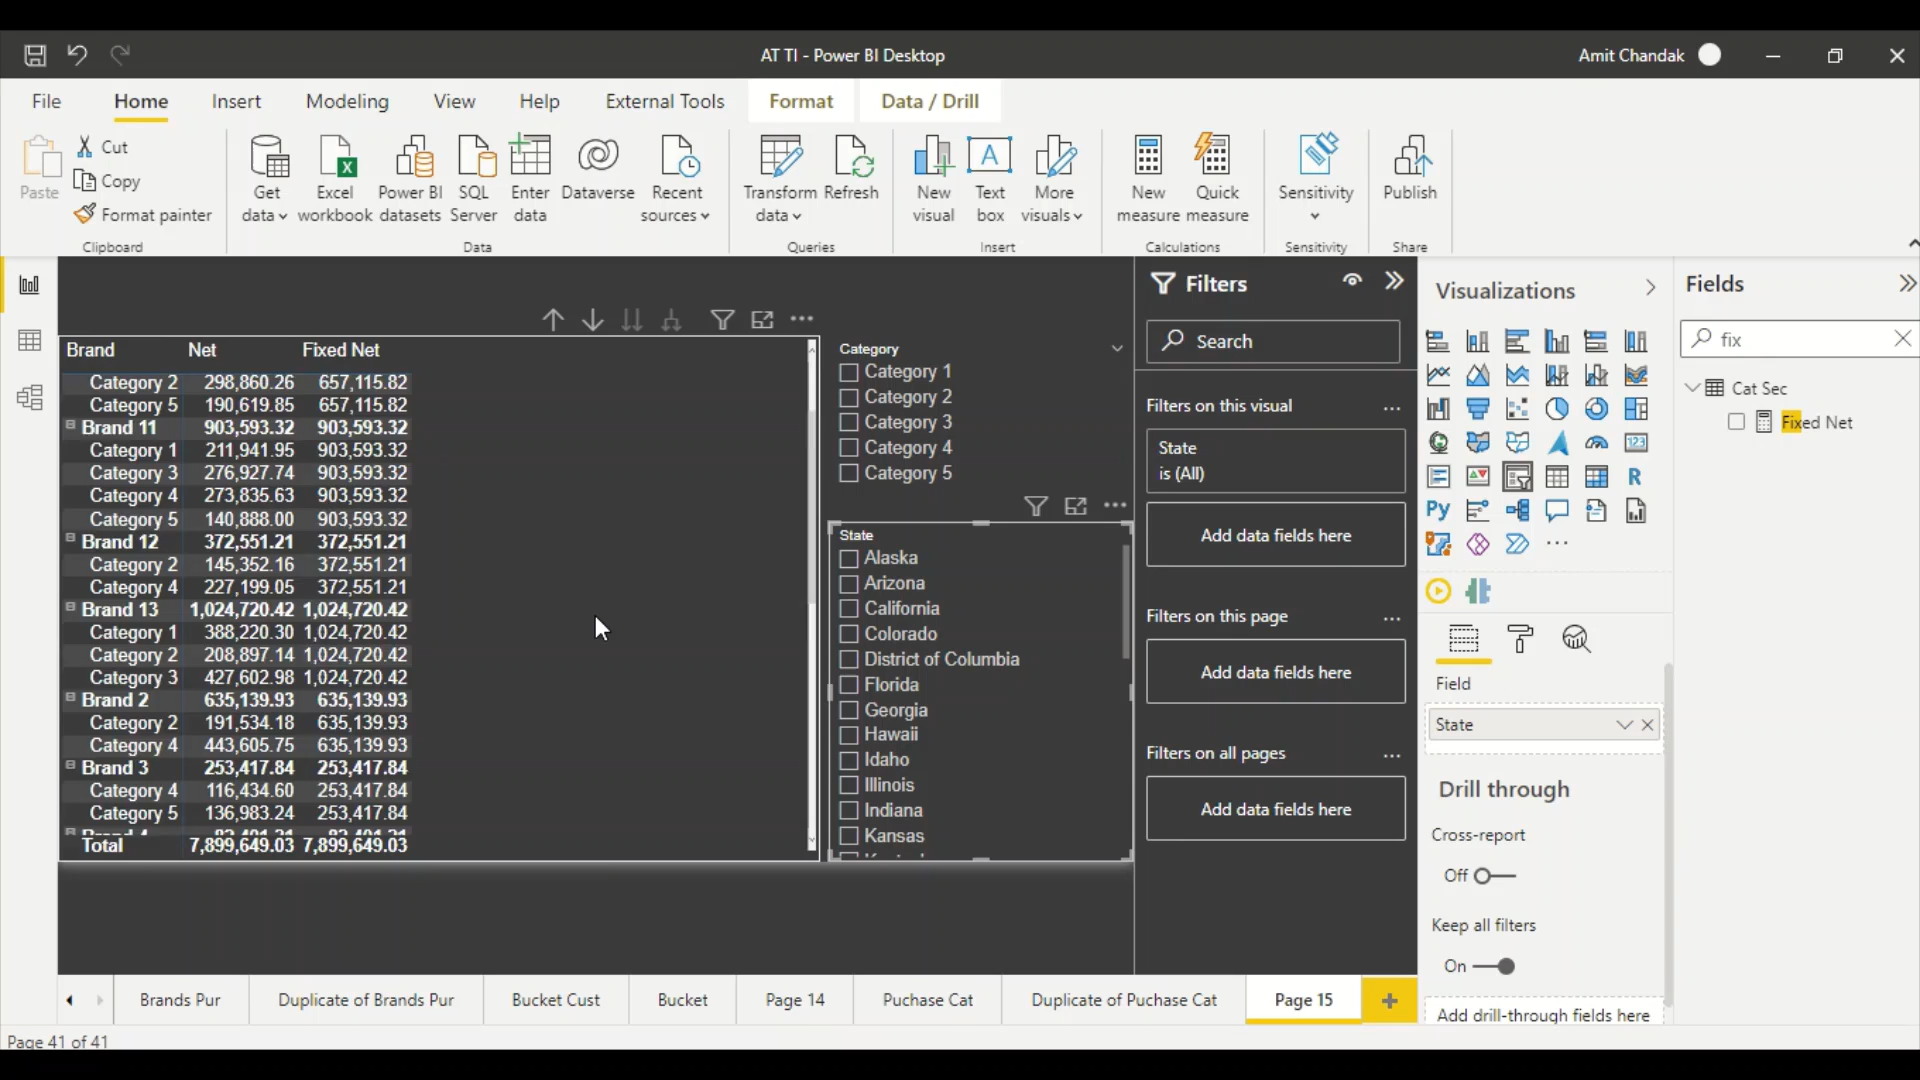 AT TI - Power BI Desktop
Amit Chandak
File Home Insert Modeling View Help External Tools Format Data / Drill
Paste
Cut
Copy
Format painter
Clipboard
Get data
Excel workbook
Power BI datasets
SQL Server
Enter data
Dataverse
Recent sources
Data
Transform data
Refresh
Queries
New visual
Text box
More visuals
Insert
New measure
Quick measure
Calculations
Sensitivity
Sensitivity
Publish
Share
Brand Net Fixed Net
Category 2 298,860.26 657,115.82
Category 5 190,619.85 657,115.82
Brand 11 903,593.32 903,593.32
Category 1 211,941.95 903,593.32
Category 3 276,927.74 903,593.32
Category 4 273,835.63 903,593.32
Category 5 140,888.00 903,593.32
Brand 12 372,551.21 372,551.21
Category 2 145,352.16 372,551.21
Category 4 227,199.05 372,551.21
Brand 13 1,024,720.42 1,024,720.42
Category 1 388,220.30 1,024,720.42
Category 2 208,897.14 1,024,720.42
Category 3 427,602.98 1,024,720.42
Brand 2 635,139.93 635,139.93
Category 2 191,534.18 635,139.93
Category 4 443,605.75 635,139.93
Brand 3 253,417.84 253,417.84
Category 4 116,434.60 253,417.84
Category 5 136,983.24 253,417.84
Total 7,899,649.03 7,899,649.03
Category
Category 1
Category 2
Category 3
Category 4
Category 5
State
Alaska
Arizona
California
Colorado
District of Columbia
Florida
Georgia
Hawaii
Idaho
Illinois
Indiana
Kansas
Filters
Search
Filters on this visual ...
State
is (All)
Add data fields here
Filters on this page ...
Add data fields here
Filters on all pages ...
Add data fields here
Visualizations
123
R
Py
Field
State
Drill through
Cross-report
Off
Keep all filters
On
Add drill-through fields here
Fields
fix
Cat Sec
Fixed Net
Brands Pur Duplicate of Brands Pur Bucket Cust Bucket Page 14 Puchase Cat Duplicate of Puchase Cat Page 15
Page 41 of 41